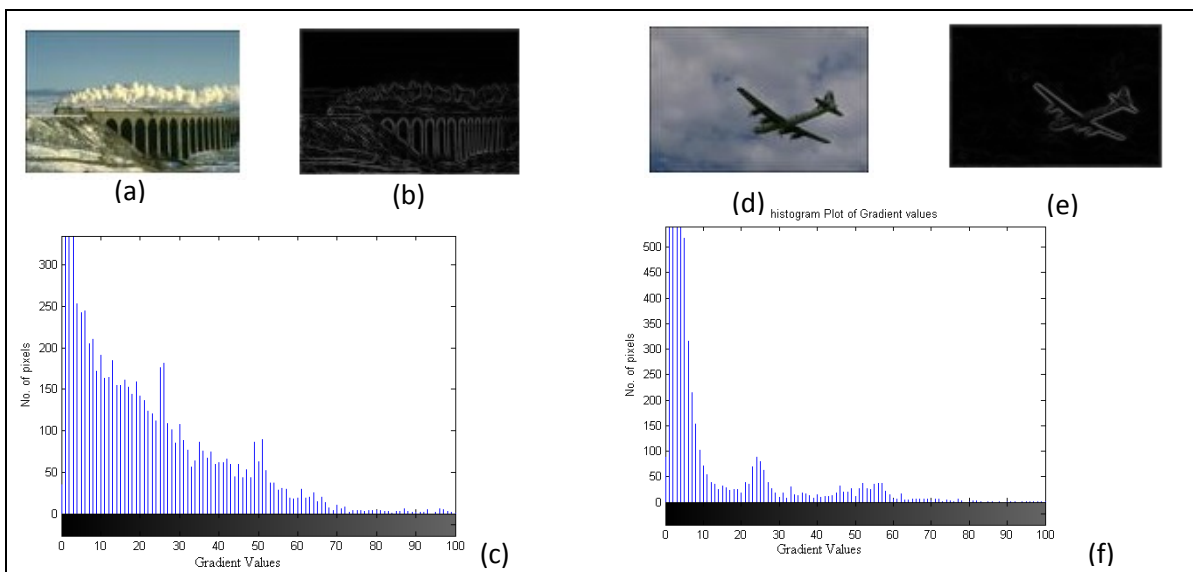 (a)
(b)
(d)
(e)
histogram Plot of Gradient values
300
250
200
150
100
50
0
No. of pixels
0 10 20 30 40 50 60 70 80 90 100
Gradient Values
(c)
500
450
400
350
300
250
200
150
100
50
0
No. of pixels
0 10 20 30 40 50 60 70 80 90 100
Gradient Values
(f)